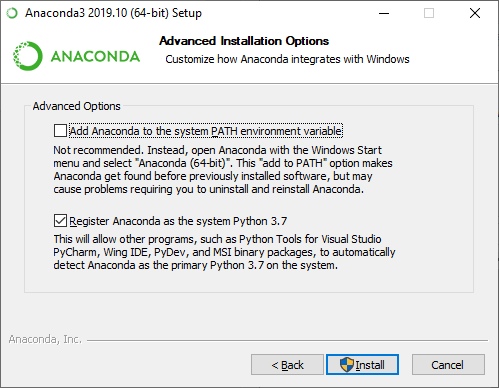 Anaconda3 2019.10 (64-bit) Setup
ANACONDA
Advanced Installation Options
Customize how Anaconda integrates with Windows
Advanced Options
Add Anaconda to the system PATH environment variable
Not recommended. Instead, open Anaconda with the Windows Start
menu and select "Anaconda (64-bit)". This "add to PATH" option makes
Anaconda get found before previously installed software, but may
cause problems requiring you to uninstall and reinstall Anaconda.
Register Anaconda as the system Python 3.7
This will allow other programs, such as Python Tools for Visual Studio
PyCharm, Wing IDE, PyDev, and MSI binary packages, to automatically
detect Anaconda as the primary Python 3.7 on the system.
Anaconda, Inc.
< Back
Install
Cancel